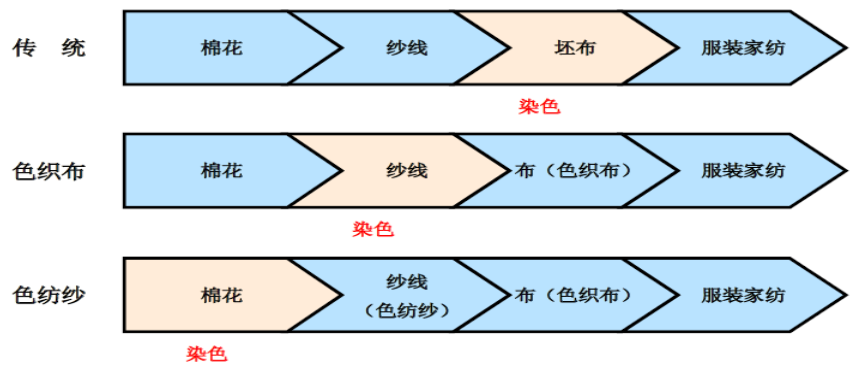 传 统 棉花 纱线 坯布 服装家纺
染色
色织布 棉花 纱线 布（色织布） 服装家纺
染色
色纺纱 棉花 纱线（色纺纱） 布（色织布） 服装家纺
染色